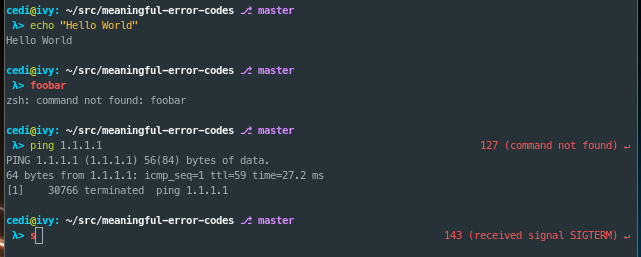 cedi@ivy: ~/src/meaningful-error-codes ⎇ master
λ> echo "Hello World"
Hello World
cedi@ivy: ~/src/meaningful-error-codes ⎇ master
λ> foobar
zsh: command not found: foobar
cedi@ivy: ~/src/meaningful-error-codes ⎇ master
λ> ping 1.1.1.1 127 (command not found) ↵
PING 1.1.1.1 (1.1.1.1) 56(84) bytes of data.
64 bytes from 1.1.1.1: icmp_seq=1 ttl=59 time=27.2 ms
[1] 30766 terminated ping 1.1.1.1
cedi@ivy: ~/src/meaningful-error-codes ⎇ master
λ> s 143 (received signal SIGTERM) ↵